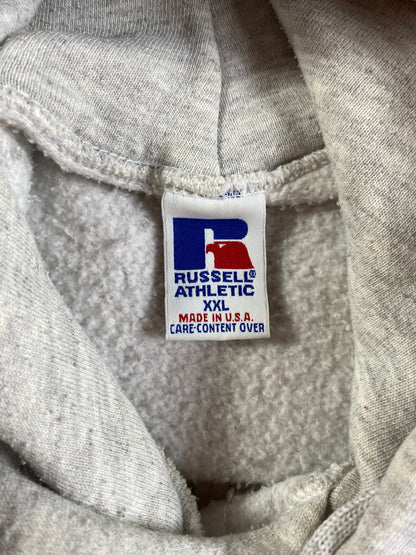 R
RUSSELL®
ATHLETIC
XXL
MADE IN U.S.A.
CARE-CONTENT OVER